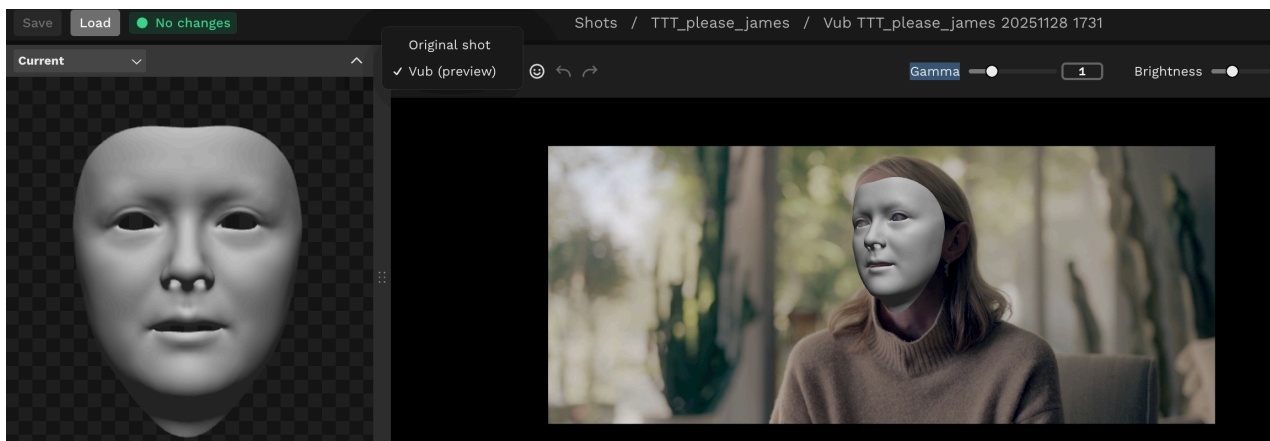 Save Load No changes Shots / TTT_please_james / Vub TTT_please_james 20251128 1731
Original shot
Current
Vub (preview) Gamma 1 Brightness